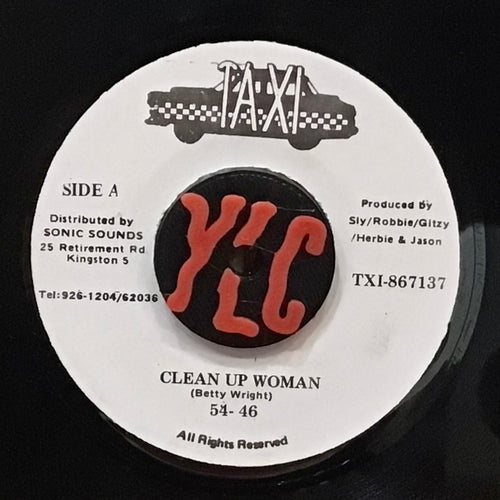 TAXI
SIDE A
Distributed by
SONIC SOUNDS
25 Retirement Rd.
Kingston 5
Tel:926-1204/62036
Produced by
Sly/Robbie/Gitzy
/Herbie & Jason
TXI-867137
YLC
CLEAN UP WOMAN
(Betty Wright)
54- 46
All Rights Reserved